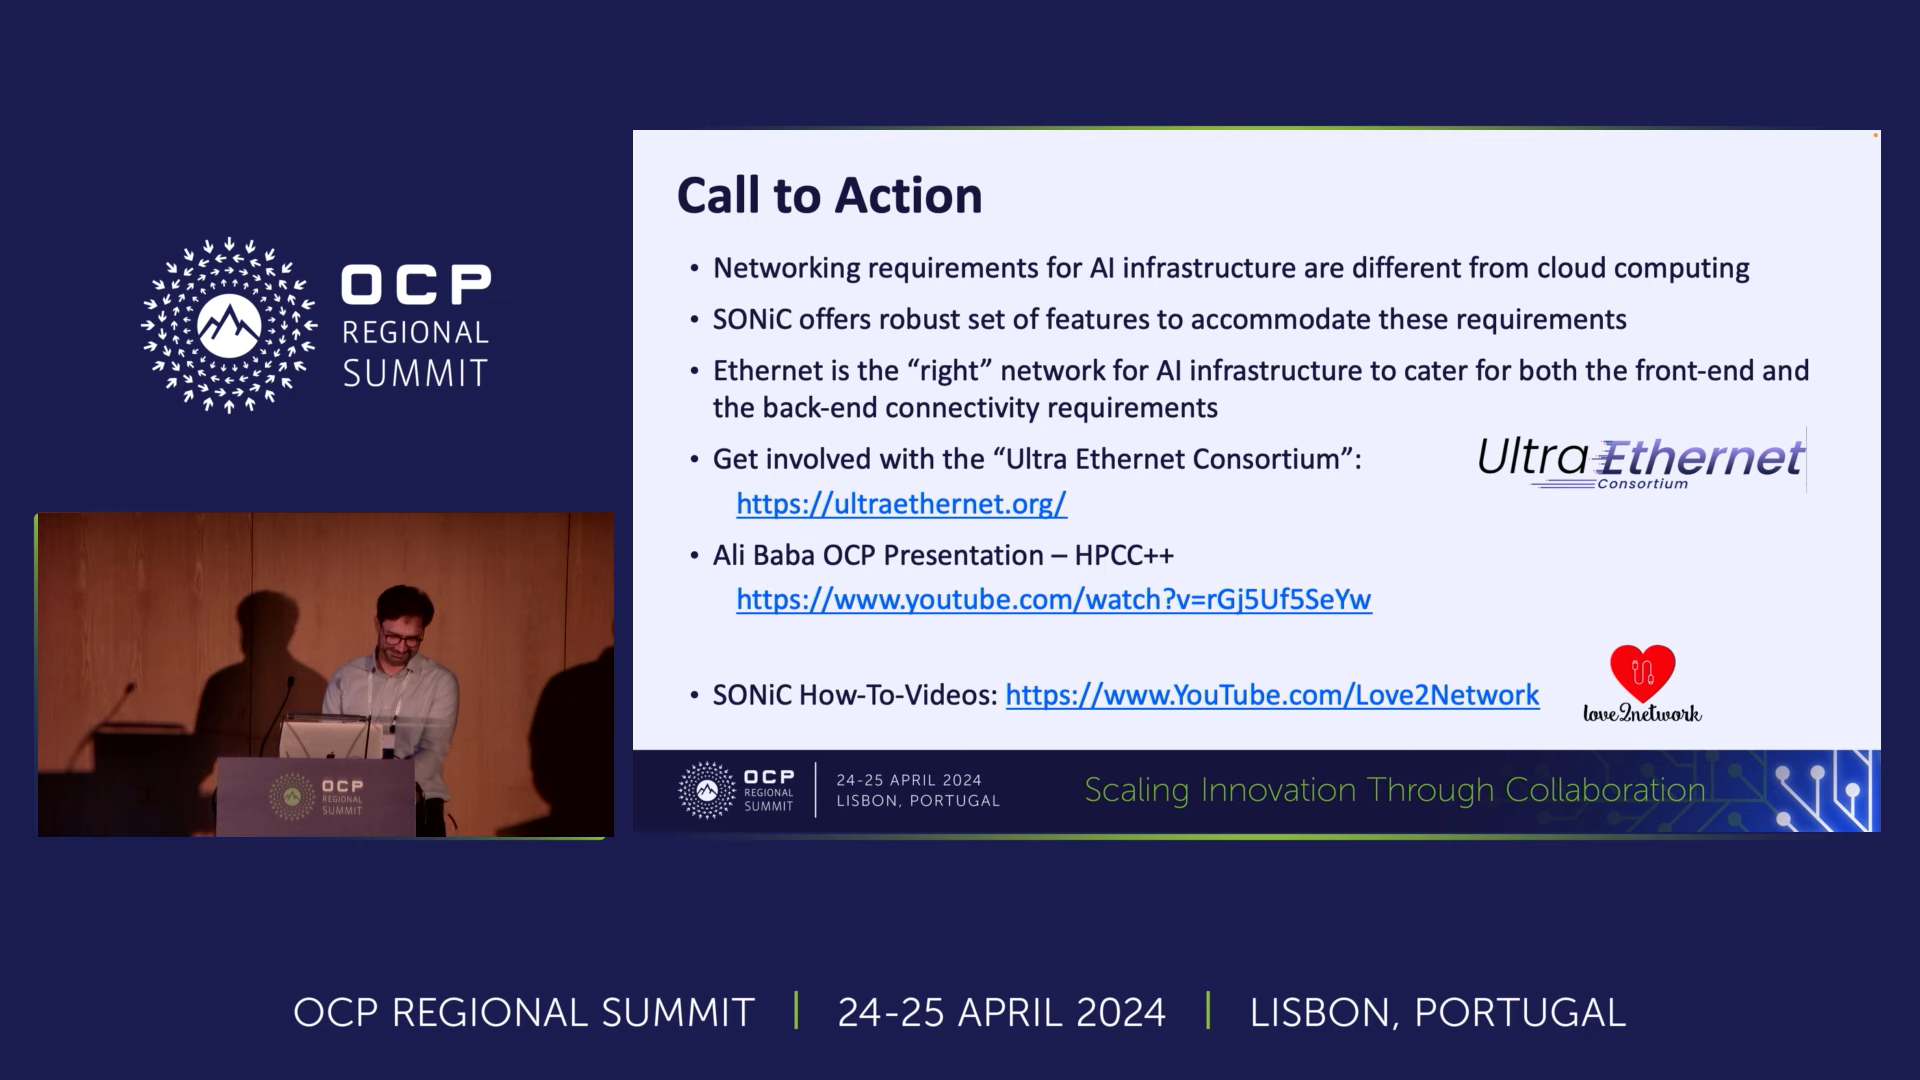 OCP
REGIONAL
SUMMIT
Call to Action
• Networking requirements for AI infrastructure are different from cloud computing
• SONiC offers robust set of features to accommodate these requirements
• Ethernet is the “right” network for AI infrastructure to cater for both the front-end and
the back-end connectivity requirements
• Get involved with the “Ultra Ethernet Consortium”:
https://ultraethernet.org/
Ultra Ethernet
Consortium
• Ali Baba OCP Presentation – HPCC++
https://www.youtube.com/watch?v=rGj5Uf5SeYw
• SONiC How-To-Videos: https://www.YouTube.com/Love2Network
love2network
OCP
REGIONAL
SUMMIT
24-25 APRIL 2024
LISBON, PORTUGAL
Scaling Innovation Through Collaboration
OCP
REGIONAL
SUMMIT
OCP REGIONAL SUMMIT | 24-25 APRIL 2024 | LISBON, PORTUGAL